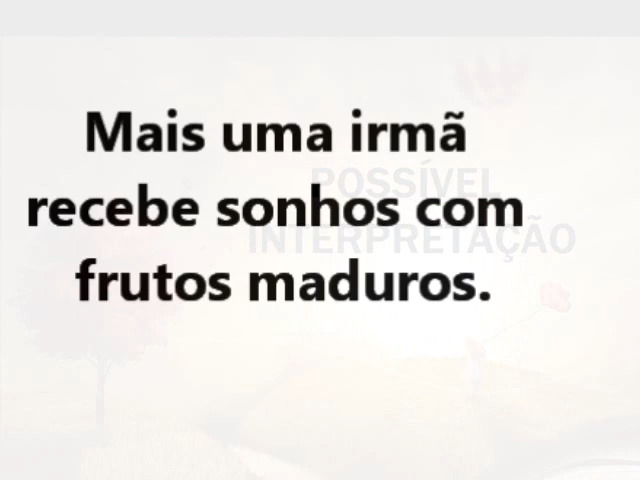 Mais uma irmã
recebe sonhos com
frutos maduros.
POSSÍVEL
INTERPRETAÇÃO